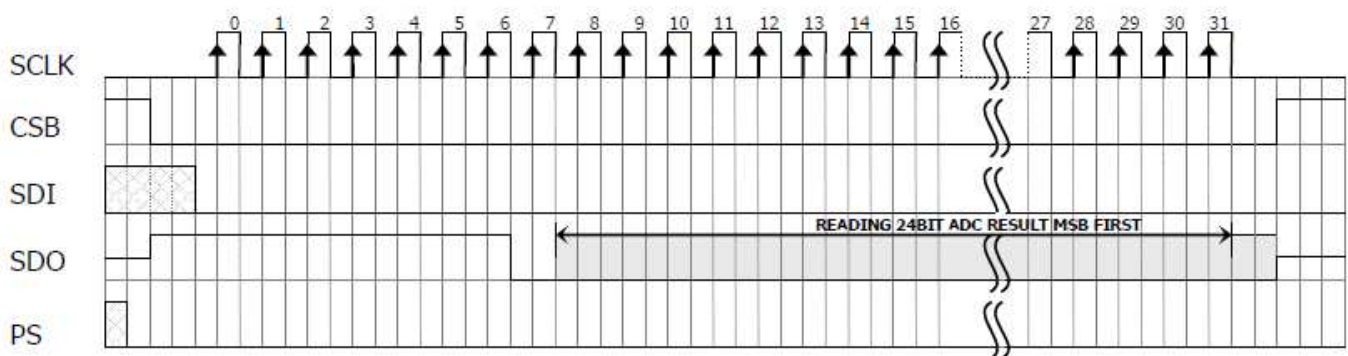 0 1 2 3 4 5 6 7 8 9 10 11 12 13 14 15 16 27 28 29 30 31
SCLK
CSB
SDI
READING 24BIT ADC RESULT MSB FIRST
SDO
PS